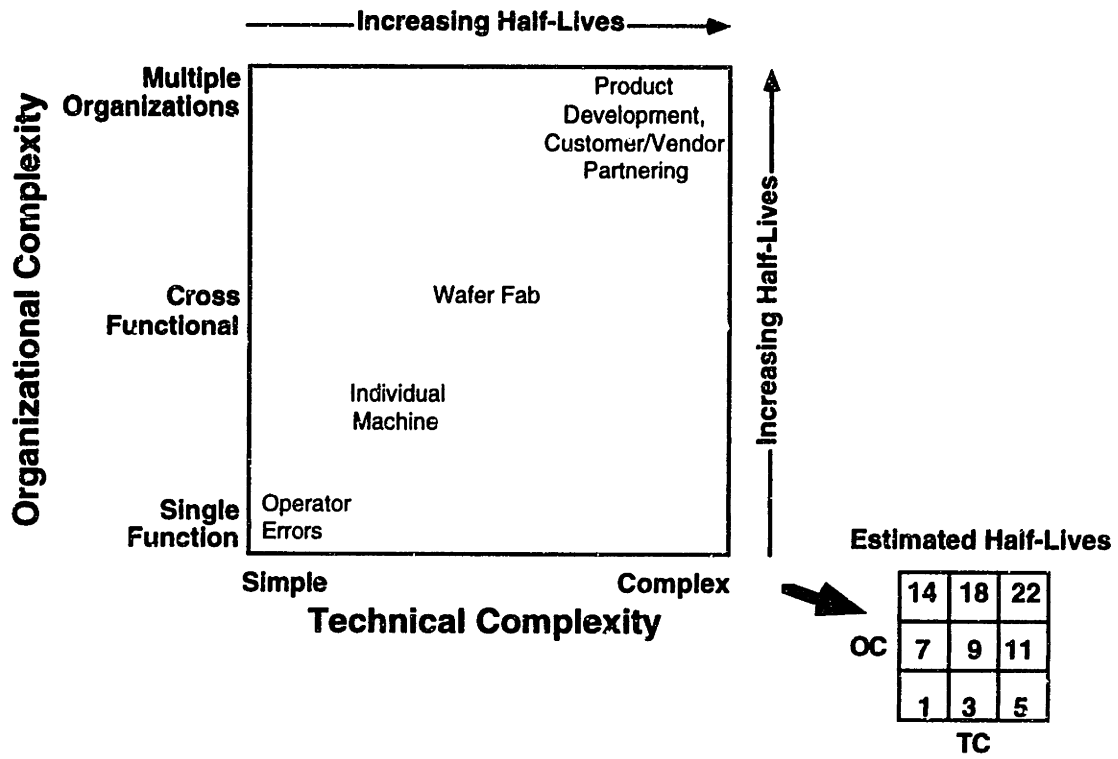 Increasing Half-Lives
Multiple
Organizations
Product
Development,
Customer/Vendor
Partnering
Organizational Complexity
Increasing Half-Lives
Cross
Functional
Wafer Fab
Individual
Machine
Single
Function
Operator
Errors
Simple
Complex
Technical Complexity
Estimated Half-Lives
14 18 22
OC
7 9 11
1 3 5
TC